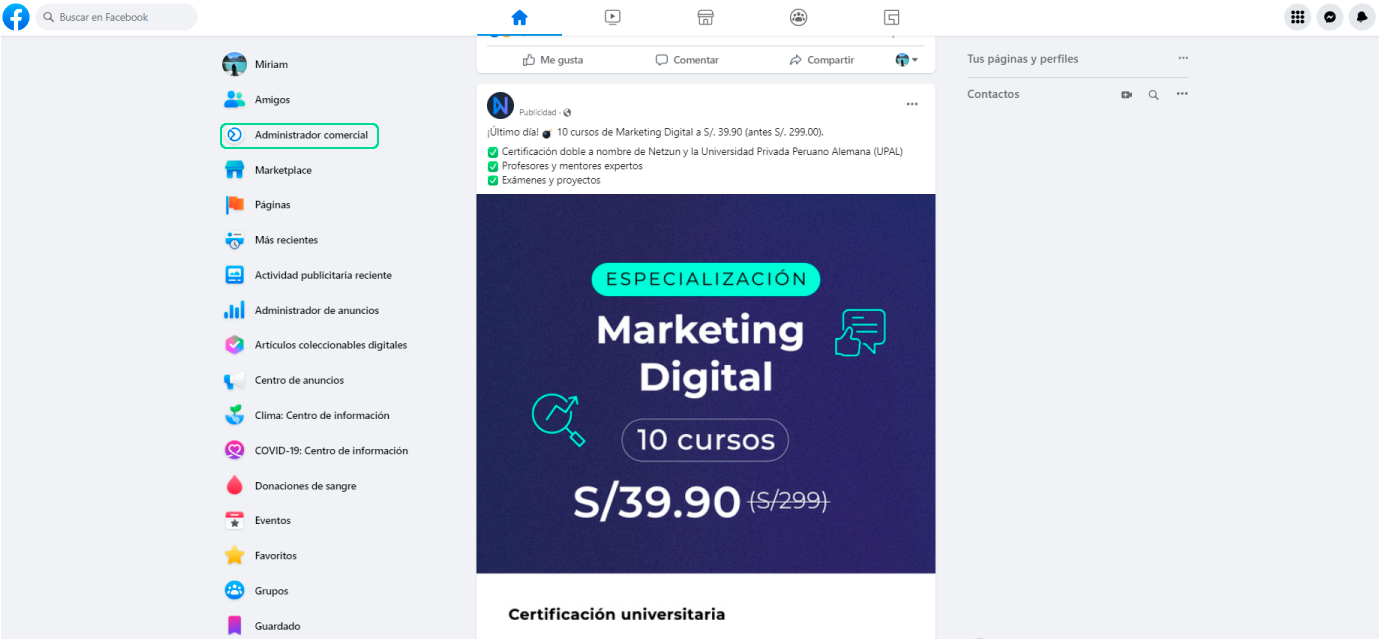 Buscar en Facebook
Miriam
Amigos
Administrador comercial
Marketplace
Páginas
Más recientes
Actividad publicitaria reciente
Administrador de anuncios
Artículos coleccionables digitales
Centro de anuncios
Clima: Centro de información
COVID-19: Centro de información
Donaciones de sangre
Eventos
Favoritos
Grupos
Guardado
Me gusta
Comentar
Compartir
Publicidad ·
¡Último día! 💣 10 cursos de Marketing Digital a S/. 39.90 (antes S/. 299.00).
✅ Certificación doble a nombre de Netzun y la Universidad Privada Peruano Alemana (UPAL)
✅ Profesores y mentores expertos
✅ Exámenes y proyectos
ESPECIALIZACIÓN
Marketing
Digital
10 cursos
S/39.90 (S/299)
Certificación universitaria
Tus páginas y perfiles
Contactos